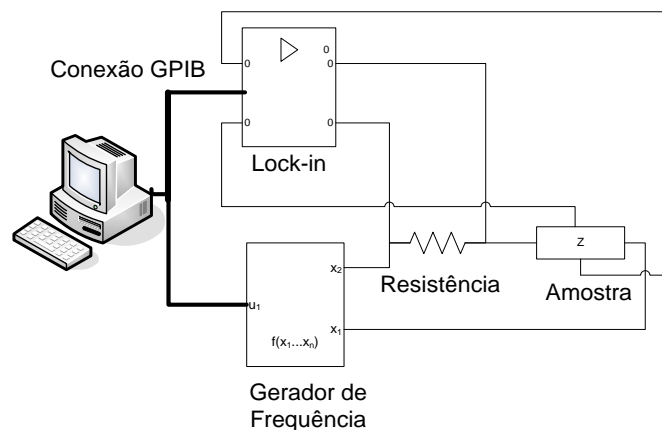 Conexão GPIB
0
0
0
0
0
Lock-in
Z
Resistência
Amostra
x₂
u₁
x₁
f(x₁...xₙ)
Gerador de
Frequência